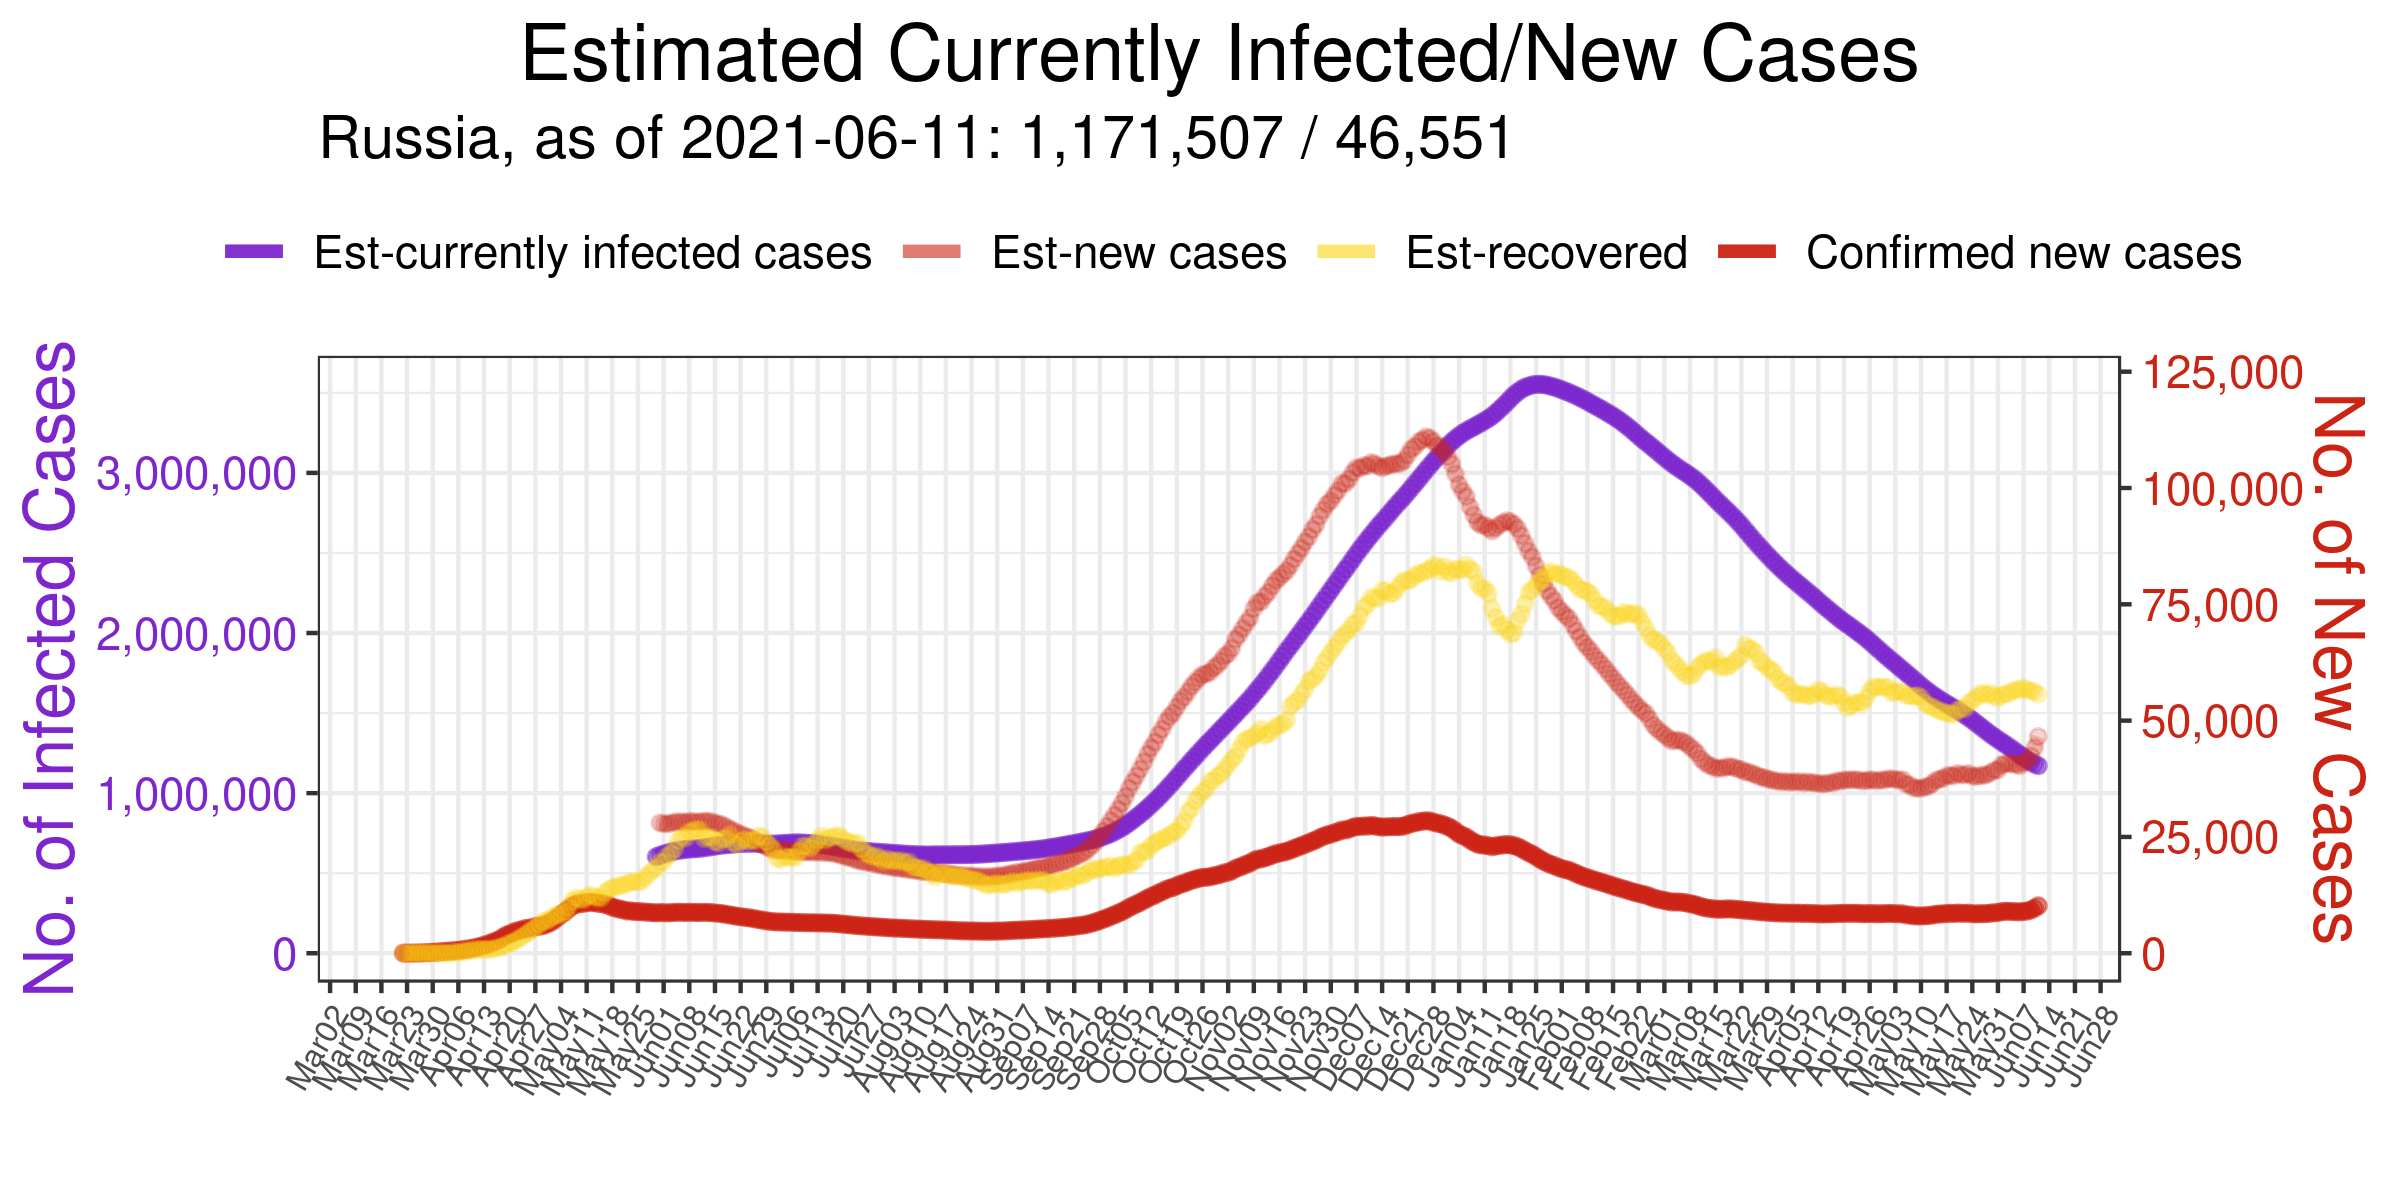 Estimated Currently Infected/New Cases
Russia, as of 2021-06-11: 1,171,507 / 46,551
Est-currently infected cases Est-new cases Est-recovered Confirmed new cases
No. of Infected Cases
3,000,000
2,000,000
1,000,000
0
125,000
100,000
75,000
50,000
25,000
0
No. of New Cases
Mar02
Mar09
Mar16
Mar23
Mar30
Apr06
Apr13
Apr20
Apr27
May04
May11
May18
May25
Jun01
Jun08
Jun15
Jun22
Jun29
Jul06
Jul13
Jul20
Jul27
Aug03
Aug10
Aug17
Aug24
Aug31
Sep07
Sep14
Sep21
Sep28
Oct05
Oct12
Oct19
Oct26
Nov02
Nov09
Nov16
Nov23
Nov30
Dec07
Dec14
Dec21
Dec28
Jan04
Jan11
Jan18
Jan25
Feb01
Feb08
Feb15
Feb22
Mar01
Mar08
Mar15
Mar22
Mar29
Apr05
Apr12
Apr19
Apr26
May03
May10
May17
May24
May31
Jun07
Jun14
Jun21
Jun28